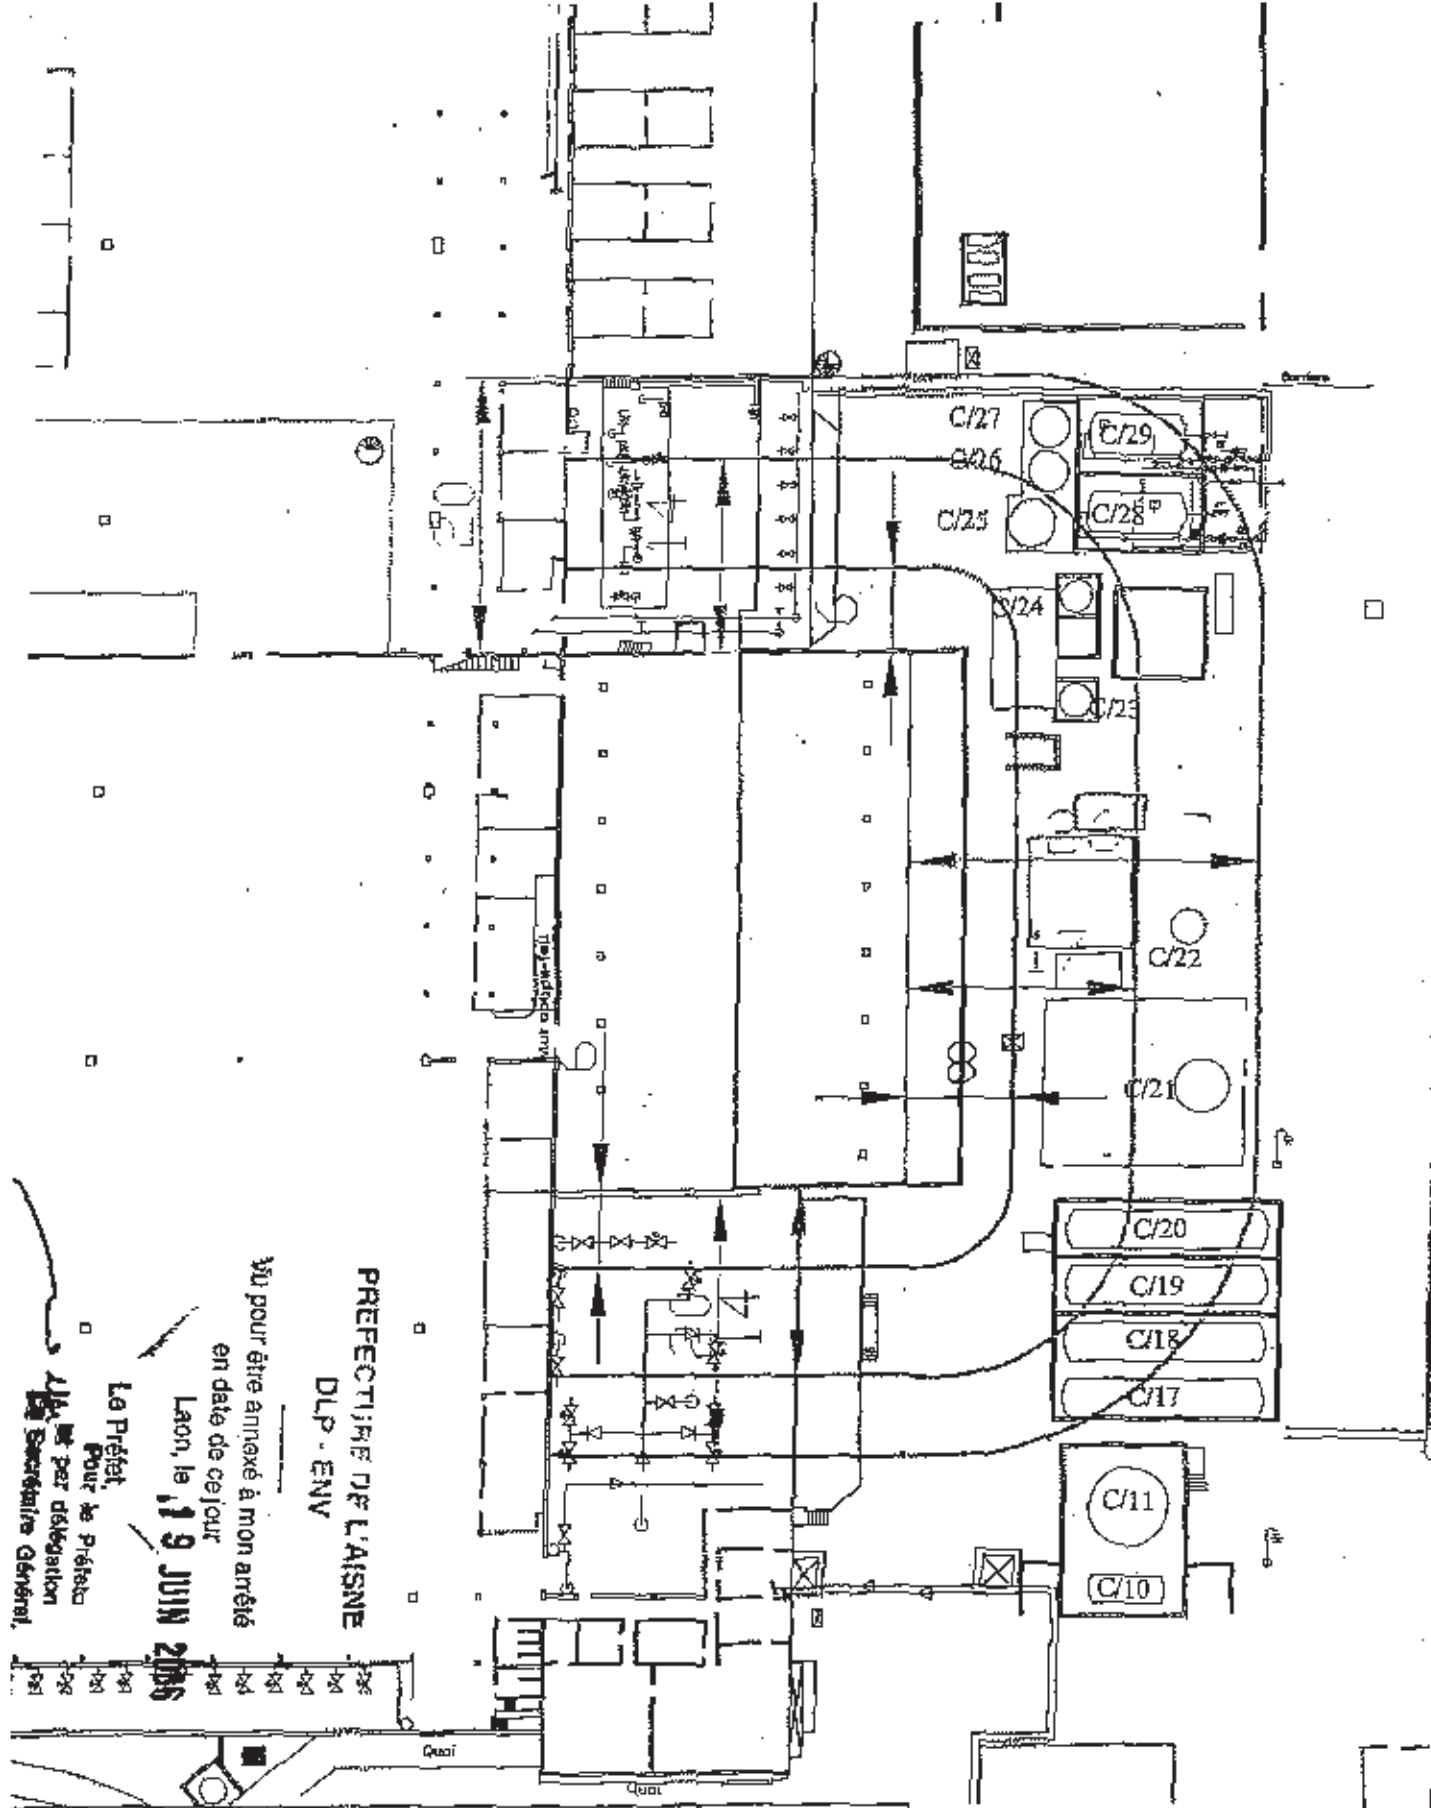 Barrière
C/27
C/29
C/26
C/28
C/25
C/24
C/23
C/22
C/21
C/20
C/19
C/18
C/17
C/11
C/10
Quai
PREFECTURE DE L'AISNE
DLP - ENV
Vu pour être annexé à mon arrêté
en date de ce jour
Laon, le 19 JUIN 2006
Le Préfet,
Pour le Préfet
et par délégation
Le Secrétaire Général,